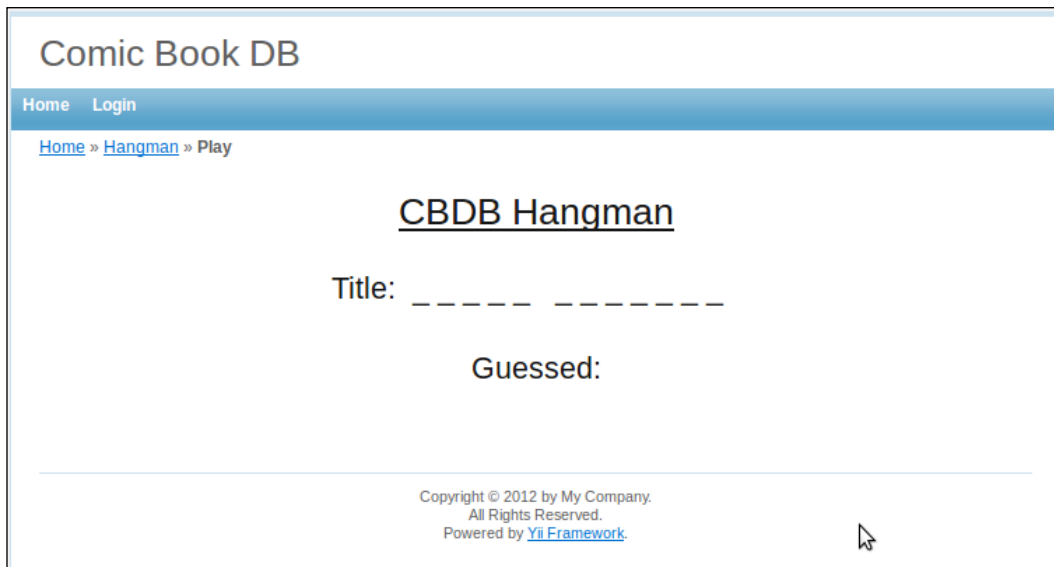 Comic Book DB
Home Login
Home » Hangman » Play
CBDB Hangman
Title: _ _ _ _ _ _ _ _ _ _ _ _
Guessed:
Copyright © 2012 by My Company.
All Rights Reserved.
Powered by Yii Framework.